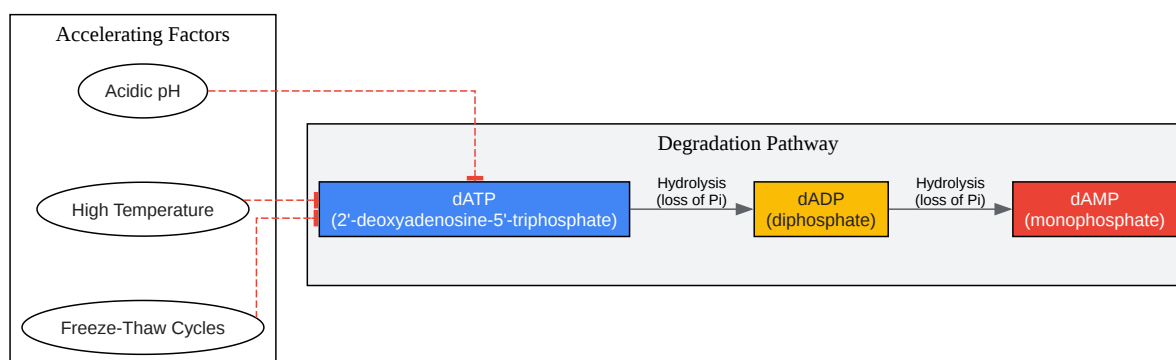 Accelerating Factors
Acidic pH
High Temperature
Freeze-Thaw Cycles
Degradation Pathway
dATP
(2'-deoxyadenosine-5'-triphosphate)
Hydrolysis
(loss of Pi)
dADP
(diphosphate)
Hydrolysis
(loss of Pi)
dAMP
(monophosphate)